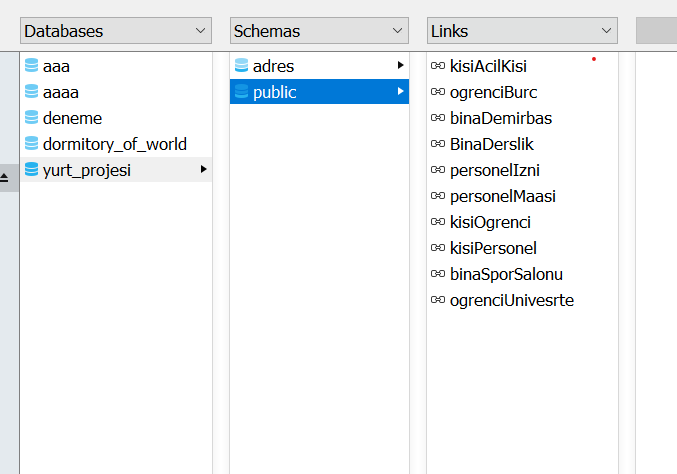 Databases
Schemas
Links
aaa
aaaa
deneme
dormitory_of_world
yurt_projesi
adres
public
kisiAcilKisi
ogrenciBurc
binaDemirbas
BinaDerslik
personelIzni
personelMaasi
kisiOgrenci
kisiPersonel
binaSporSalonu
ogrenciUnivesrte